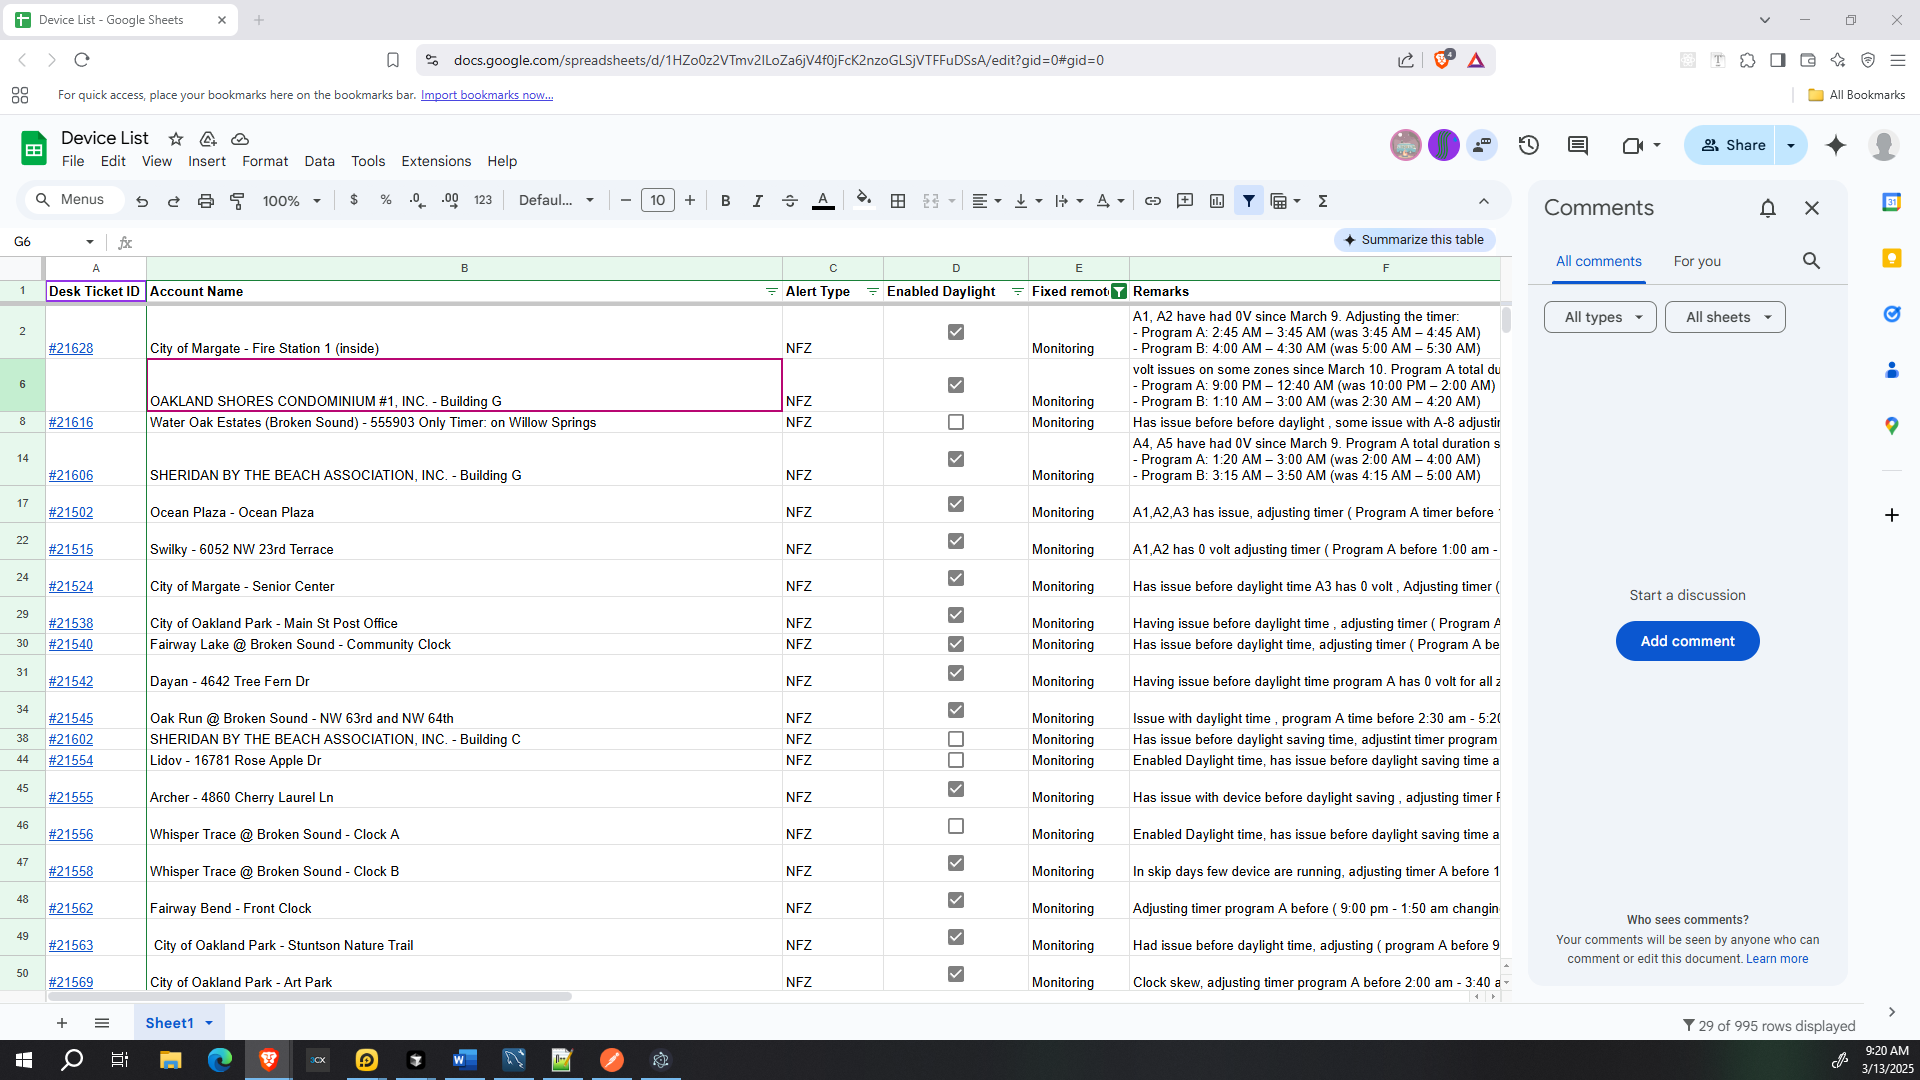 Device List - Google Sheets
docs.google.com/spreadsheets/d/1HZo0z2VTmv2ILoZa6jV4f0jFcK2nzoGLSjVTFFuDSsA/edit?gid=0#gid=0
4
For quick access, place your bookmarks here on the bookmarks bar. Import bookmarks now...
All Bookmarks
Device List
File Edit View Insert Format Data Tools Extensions Help
Share
Menus
100%
$ % .0 .00 123
Defaul...
10
B I A
G6
fx
Summarize this table
A B C D E F
1 Desk Ticket ID Account Name Alert Type Enabled Daylight Fixed remot Remarks
A1, A2 have had 0V since March 9. Adjusting the timer:
- Program A: 2:45 AM – 3:45 AM (was 3:45 AM – 4:45 AM)
2 #21628 City of Margate - Fire Station 1 (inside) NFZ Monitoring - Program B: 4:00 AM – 4:30 AM (was 5:00 AM – 5:30 AM)
volt issues on some zones since March 10. Program A total du
- Program A: 9:00 PM – 12:40 AM (was 10:00 PM – 2:00 AM)
6 OAKLAND SHORES CONDOMINIUM #1, INC. - Building G NFZ Monitoring - Program B: 1:10 AM – 3:00 AM (was 2:30 AM – 4:20 AM)
8 #21616 Water Oak Estates (Broken Sound) - 555903 Only Timer: on Willow Springs NFZ Monitoring Has issue before before daylight , some issue with A-8 adjustir
A4, A5 have had 0V since March 9. Program A total duration s
- Program A: 1:20 AM – 3:00 AM (was 2:00 AM – 4:00 AM)
14 #21606 SHERIDAN BY THE BEACH ASSOCIATION, INC. - Building G NFZ Monitoring - Program B: 3:15 AM – 3:50 AM (was 4:15 AM – 5:00 AM)
17 #21502 Ocean Plaza - Ocean Plaza NFZ Monitoring A1,A2,A3 has issue, adjusting timer ( Program A timer before
22 #21515 Swilky - 6052 NW 23rd Terrace NFZ Monitoring A1,A2 has 0 volt adjusting timer ( Program A before 1:00 am -
24 #21524 City of Margate - Senior Center NFZ Monitoring Has issue before daylight time A3 has 0 volt , Adjusting timer (
29 #21538 City of Oakland Park - Main St Post Office NFZ Monitoring Having issue before daylight time , adjusting timer ( Program A
30 #21540 Fairway Lake @ Broken Sound - Community Clock NFZ Monitoring Has issue before daylight time, adjusting timer ( Program A be
31 #21542 Dayan - 4642 Tree Fern Dr NFZ Monitoring Having issue before daylight time program A has 0 volt for all z
34 #21545 Oak Run @ Broken Sound - NW 63rd and NW 64th NFZ Monitoring Issue with daylight time , program A time before 2:30 am - 5:20
38 #21602 SHERIDAN BY THE BEACH ASSOCIATION, INC. - Building C NFZ Monitoring Has issue before daylight saving time, adjustint timer program
44 #21554 Lidov - 16781 Rose Apple Dr NFZ Monitoring Enabled Daylight time, has issue before daylight saving time a
45 #21555 Archer - 4860 Cherry Laurel Ln NFZ Monitoring Has issue with device before daylight saving , adjusting timer F
46 #21556 Whisper Trace @ Broken Sound - Clock A NFZ Monitoring Enabled Daylight time, has issue before daylight saving time a
47 #21558 Whisper Trace @ Broken Sound - Clock B NFZ Monitoring In skip days few device are running, adjusting timer A before 1
48 #21562 Fairway Bend - Front Clock NFZ Monitoring Adjusting timer program A before ( 9:00 pm - 1:50 am changin
49 #21563 City of Oakland Park - Stuntson Nature Trail NFZ Monitoring Had issue before daylight time, adjusting ( program A before 9
50 #21569 City of Oakland Park - Art Park NFZ Monitoring Clock skew, adjusting timer program A before 2:00 am - 3:40 a
Sheet1
29 of 995 rows displayed
Comments
All comments
For you
All types
All sheets
Start a discussion
Add comment
Who sees comments?
Your comments will be seen by anyone who can
comment or edit this document. Learn more
31
3CX
9:20 AM
3/13/2025